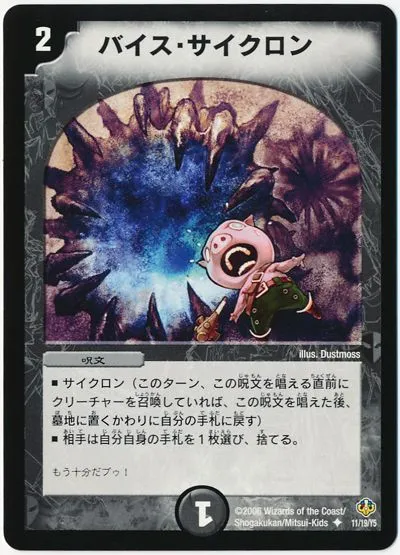 2
バイス・サイクロン
illus. Dustmoss
呪文
■ サイクロン（このターン、この呪文を唱える直前に
クリーチャーを召喚していれば、この呪文を唱えた後、
墓地に置くかわりに自分の手札に戻す）
■ 相手は自分自身の手札を１枚選び、捨てる。
もう十分だブゥ！
1
©2006 Wizards of the Coast/
Shogakukan/Mitsui-Kids
11/19/Y5